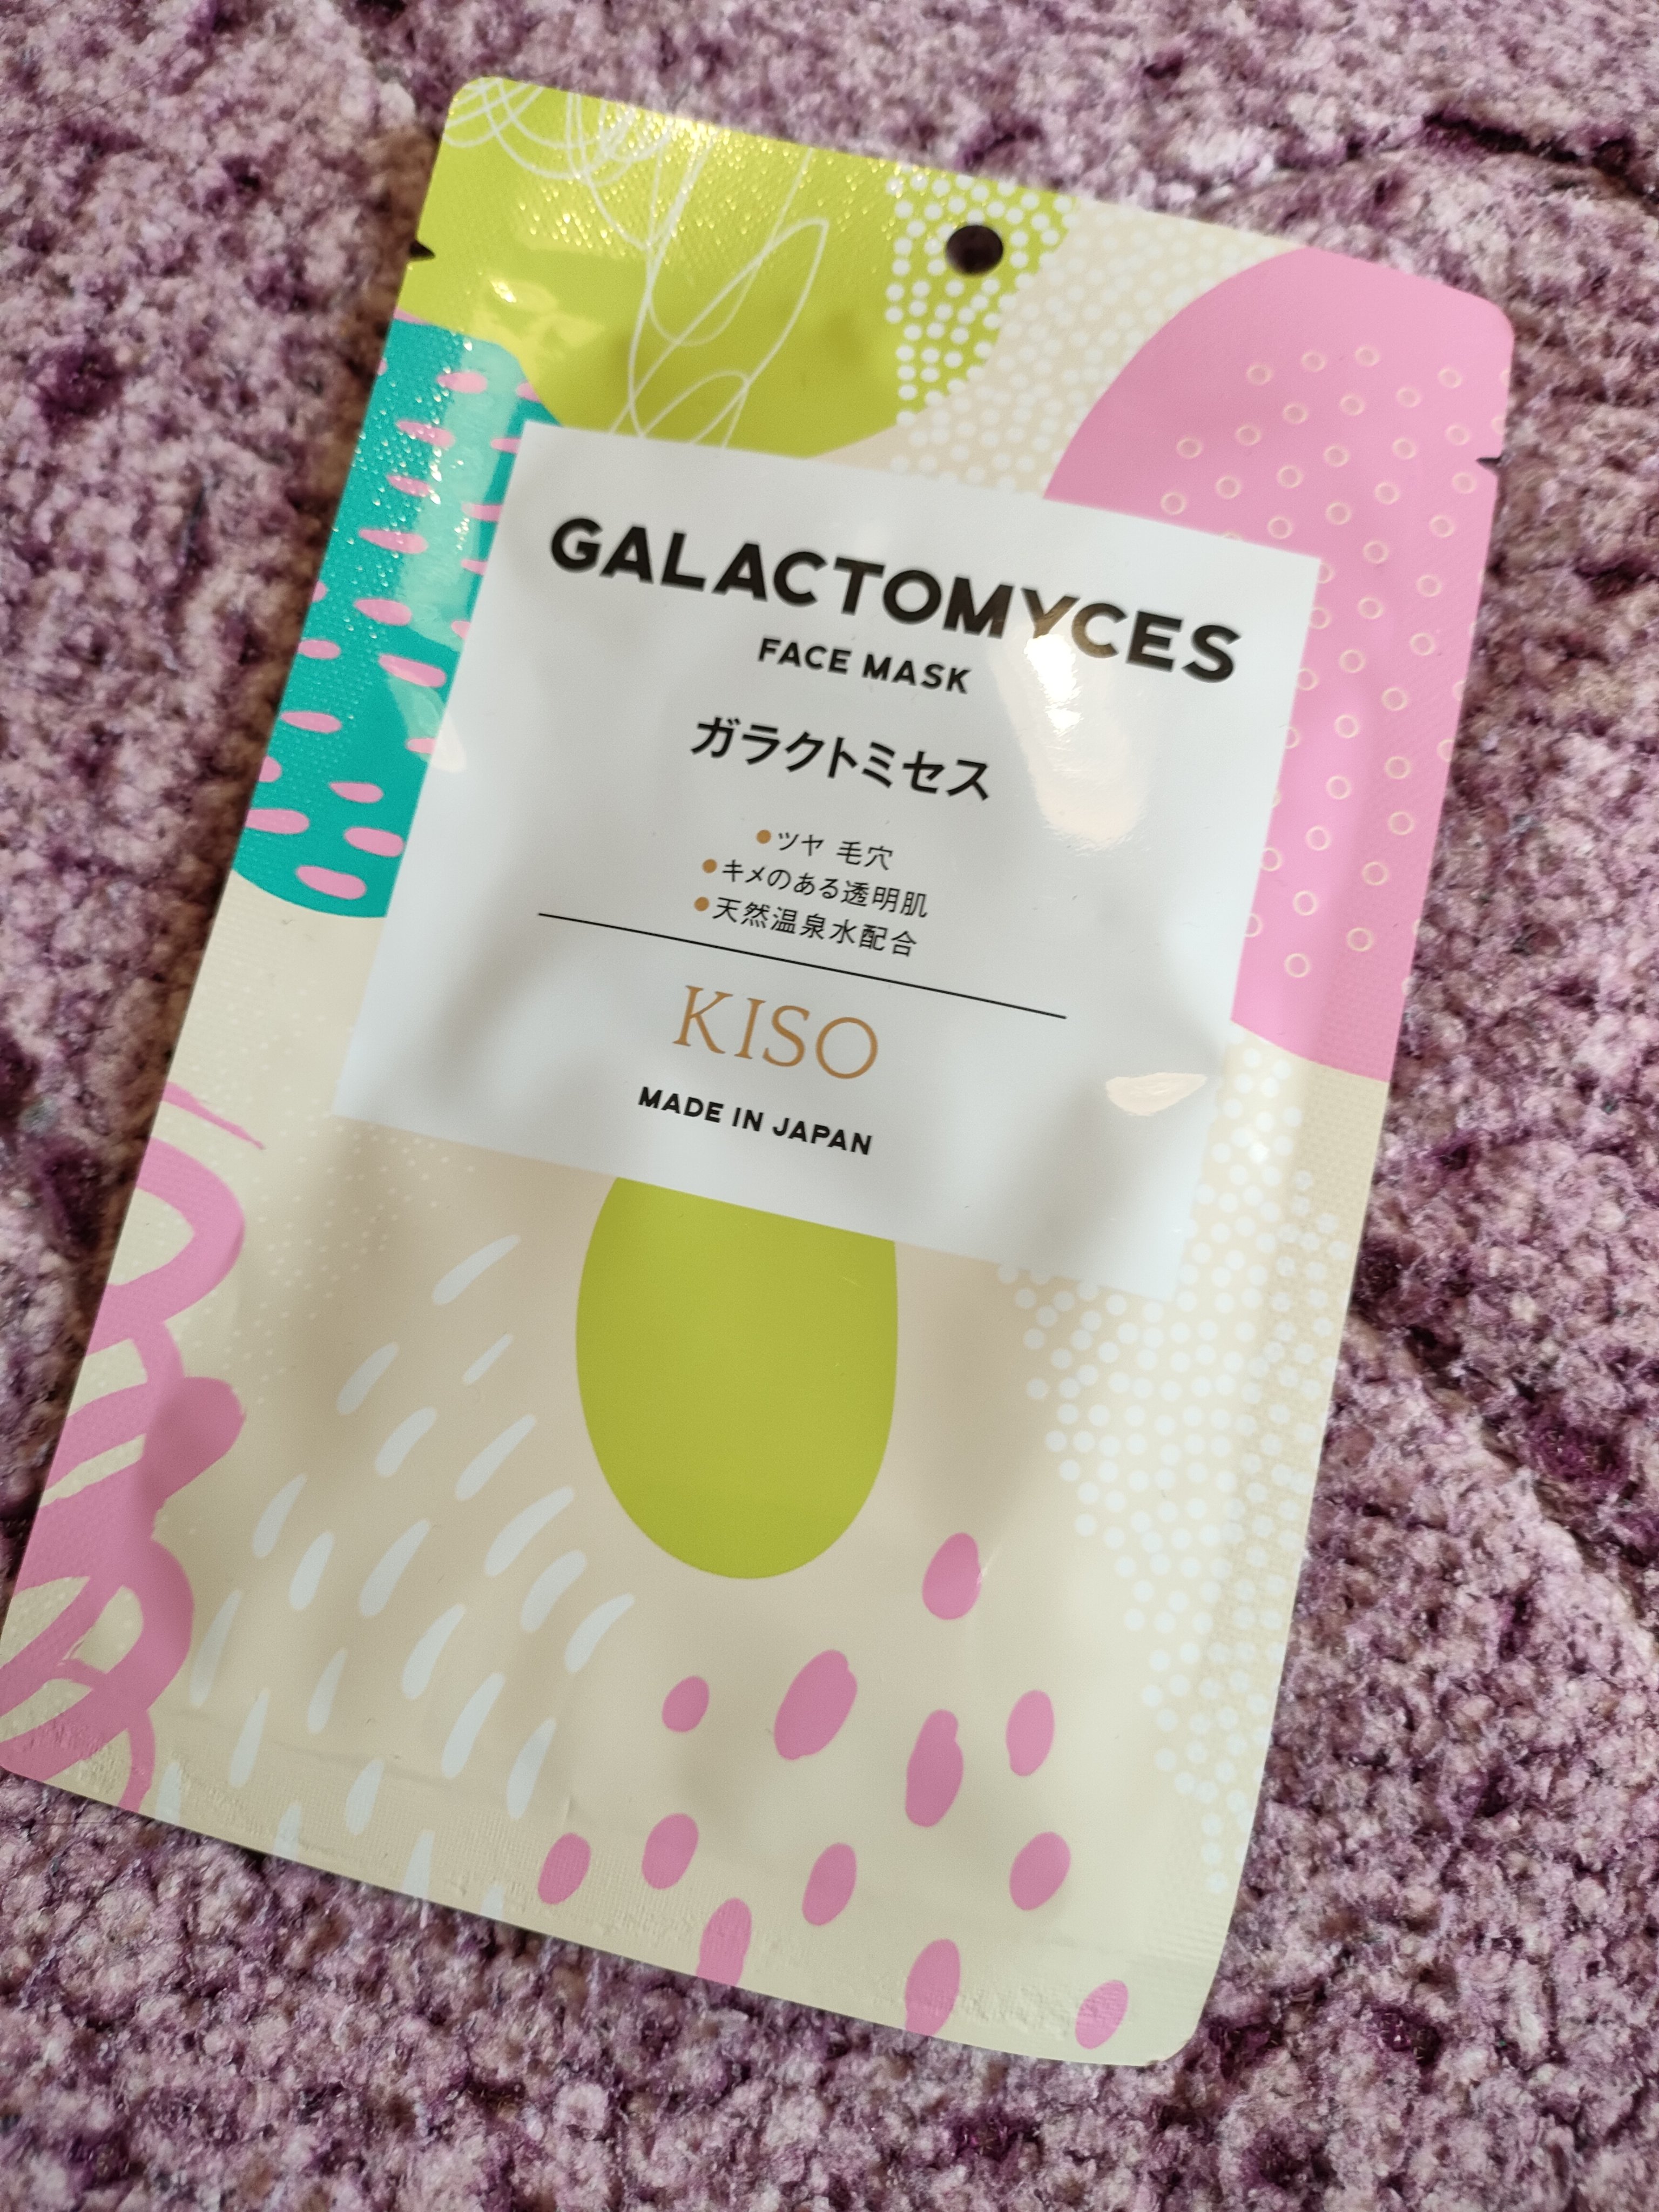 GALACTOMYCES
FACE MASK
ガラクトミセス
●ツヤ 毛穴
●キメのある透明肌
●天然温泉水配合
KISO
MADE IN JAPAN